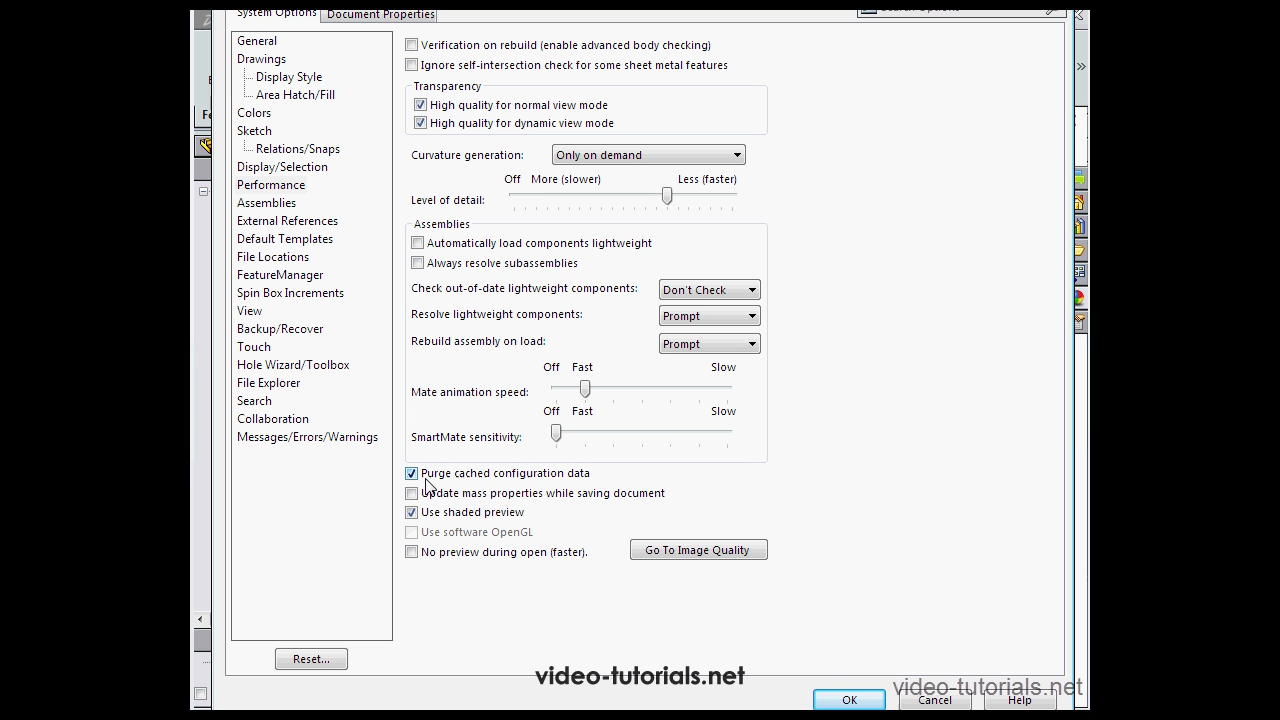 System Options
Document Properties
Search Options
General
Drawings
Display Style
Area Hatch/Fill
Colors
Sketch
Relations/Snaps
Display/Selection
Performance
Assemblies
External References
Default Templates
File Locations
FeatureManager
Spin Box Increments
View
Backup/Recover
Touch
Hole Wizard/Toolbox
File Explorer
Search
Collaboration
Messages/Errors/Warnings
Reset...
Verification on rebuild (enable advanced body checking)
Ignore self-intersection check for some sheet metal features
Transparency
High quality for normal view mode
High quality for dynamic view mode
Curvature generation: Only on demand
Off More (slower) Less (faster)
Level of detail:
Assemblies
Automatically load components lightweight
Always resolve subassemblies
Check out-of-date lightweight components: Don't Check
Resolve lightweight components: Prompt
Rebuild assembly on load: Prompt
Off Fast Slow
Mate animation speed:
Off Fast Slow
SmartMate sensitivity:
Purge cached configuration data
Update mass properties while saving document
Use shaded preview
Use software OpenGL
No preview during open (faster).
Go To Image Quality
video-tutorials.net
video-tutorials.net
OK
Cancel
Help